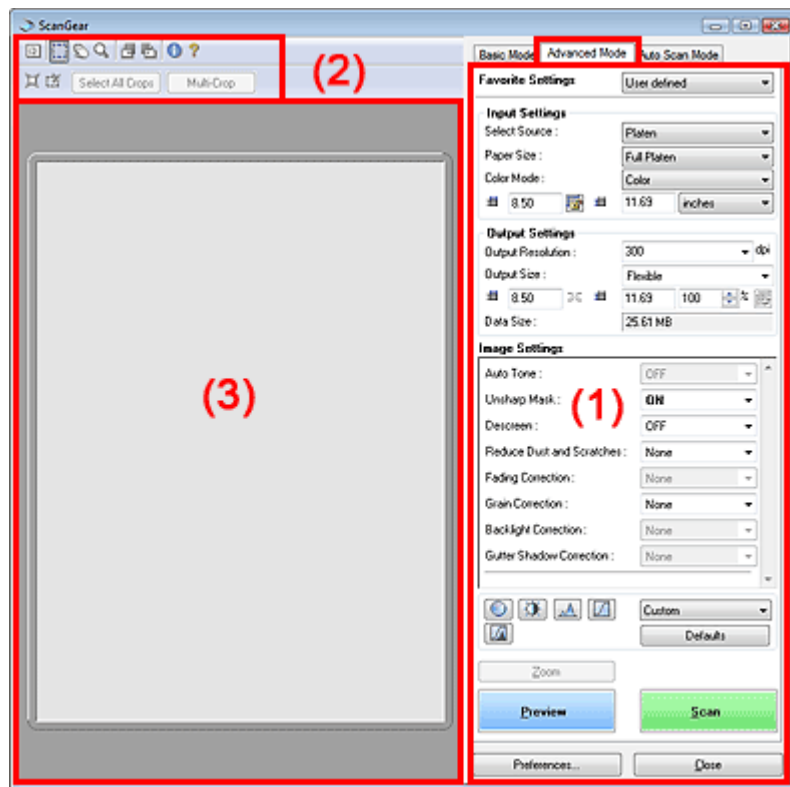 ScanGear
(2)
Select All Crops Multi-Crop
Basic Mode Advanced Mode Auto Scan Mode
Favorite Settings User defined
Input Settings
Select Source : Platen
Paper Size : Full Platen
Color Mode : Color
8.50 11.69 inches
Output Settings
Output Resolution : 300 dpi
Output Size : Flexible
8.50 11.69 100 %
Data Size : 25.61 MB
Image Settings
Auto Tone : OFF
Unsharp Mask : ON
Descreen : OFF
Reduce Dust and Scratches : None
Fading Correction : None
Grain Correction : None
Backlight Correction : None
Gutter Shadow Correction : None
(1)
(3)
Custom
Defaults
Zoom
Preview Scan
Preferences... Close